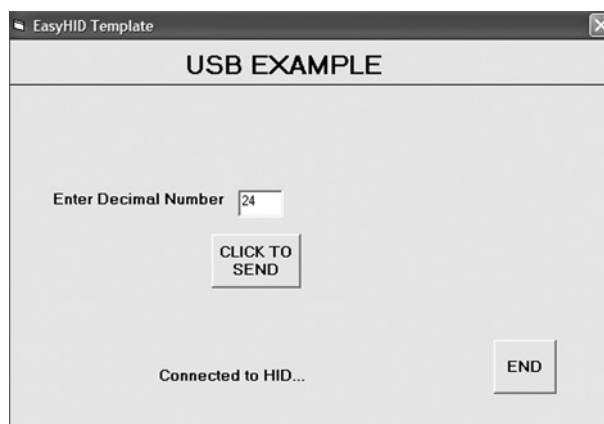 EasyHID Template
USB EXAMPLE
Enter Decimal Number 24
CLICK TO
SEND
Connected to HID...
END